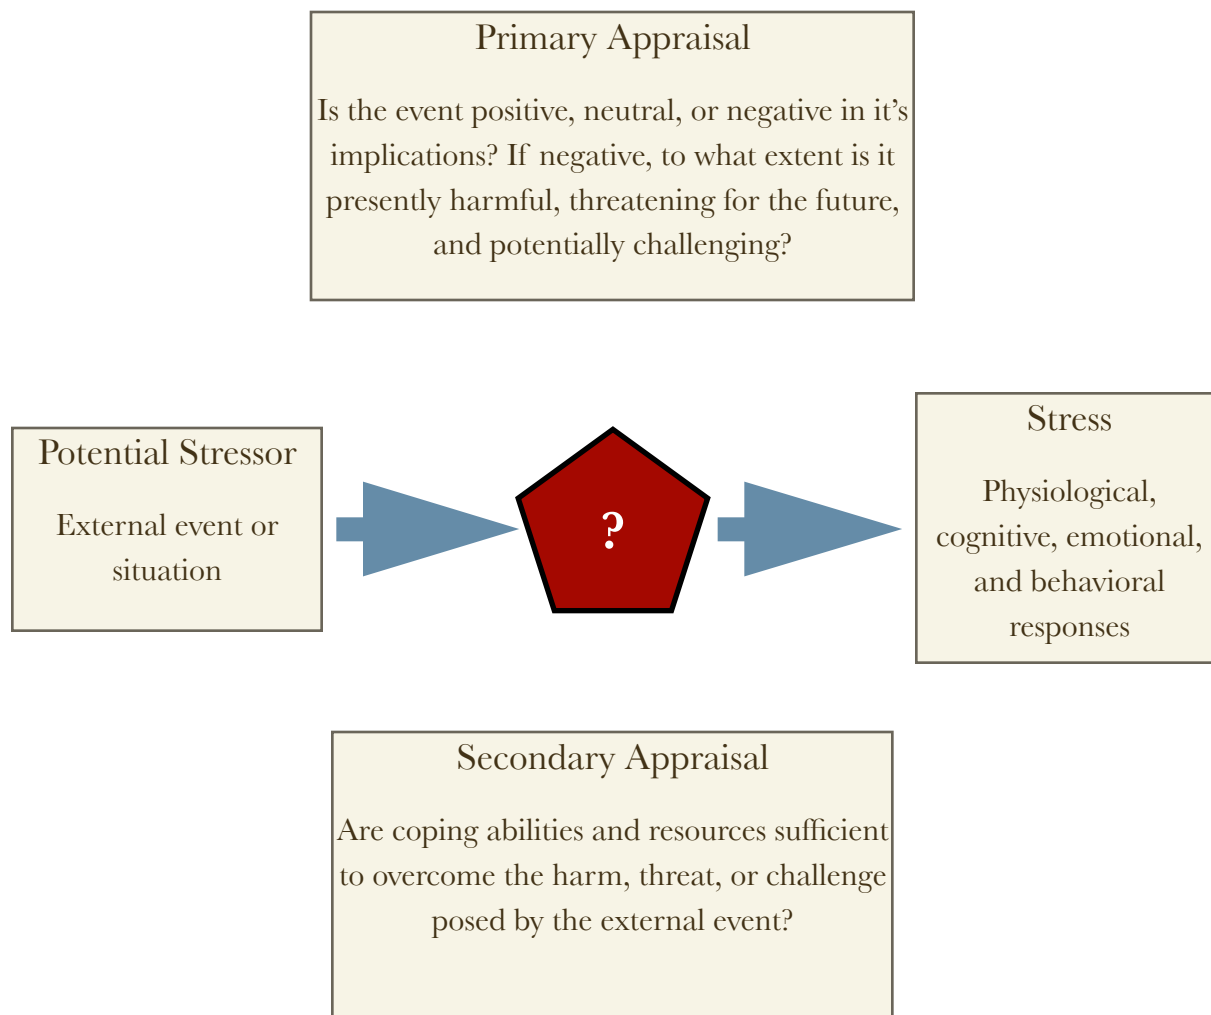 Primary Appraisal
Is the event positive, neutral, or negative in it's
implications? If negative, to what extent is it
presently harmful, threatening for the future,
and potentially challenging?
Potential Stressor
External event or
situation
?
Stress
Physiological,
cognitive, emotional,
and behavioral
responses
Secondary Appraisal
Are coping abilities and resources sufficient
to overcome the harm, threat, or challenge
posed by the external event?